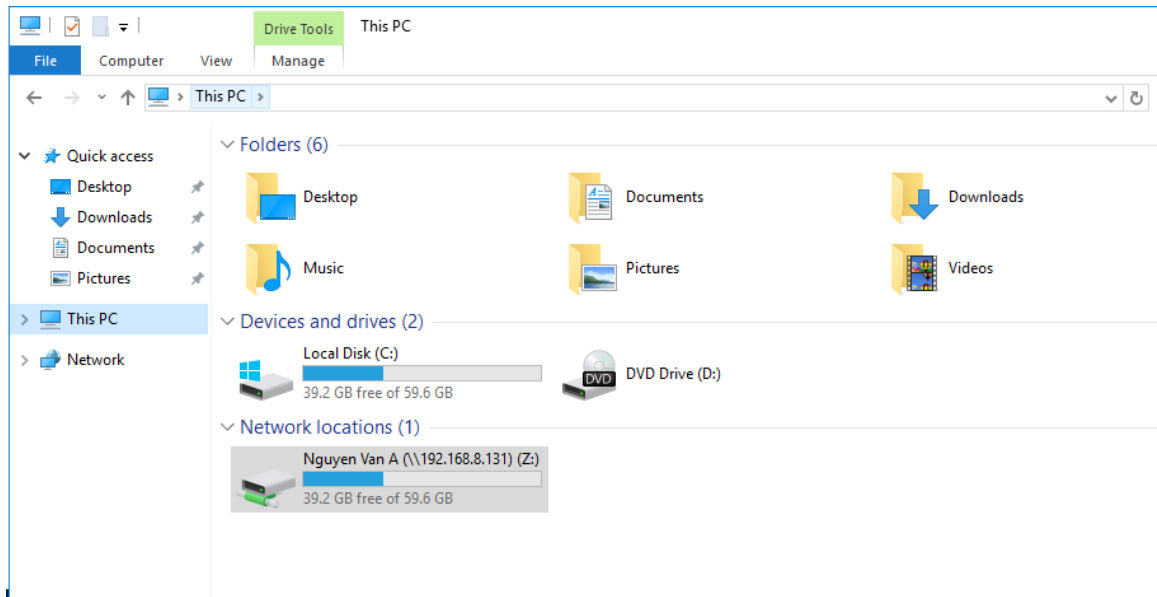 Drive Tools This PC
File Computer View Manage
This PC
Quick access
Desktop
Downloads
Documents
Pictures
This PC
Network
Folders (6)
Desktop Documents Downloads
Music Pictures Videos
Devices and drives (2)
Local Disk (C:)
39.2 GB free of 59.6 GB
DVD
DVD Drive (D:)
Network locations (1)
Nguyen Van A (\\192.168.8.131) (Z:)
39.2 GB free of 59.6 GB